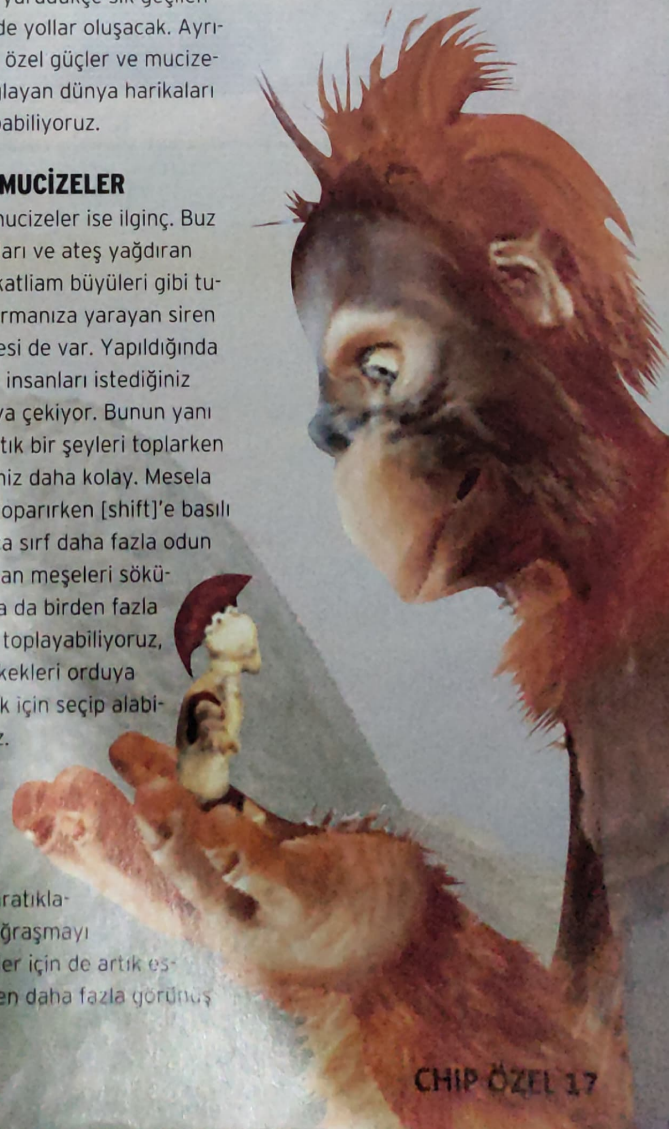 de yollar oluşacak. Ayrı-
özel güçler ve mucize-
layan dünya harikaları
abiliyoruz.
MUCİZELER
mucizeler ise ilginç. Buz
arı ve ateş yağdıran
katliam büyüleri gibi tu-
rmanıza yarayan siren
esi de var. Yapıldığında
insanları istediğiniz
ya çekiyor. Bunun yanı
tık bir şeyleri toplarken
niz daha kolay. Mesela
oparırken [shift]'e basılı
a sırf daha fazla odun
an meşeleri sökü-
a da birden fazla
toplayabiliyoruz,
kekleri orduya
k için seçip alabi-
z.
ratıkla-
ğraşmayı
er için de artık es-
en daha fazla görünüş
CHIP ÖZEL 17